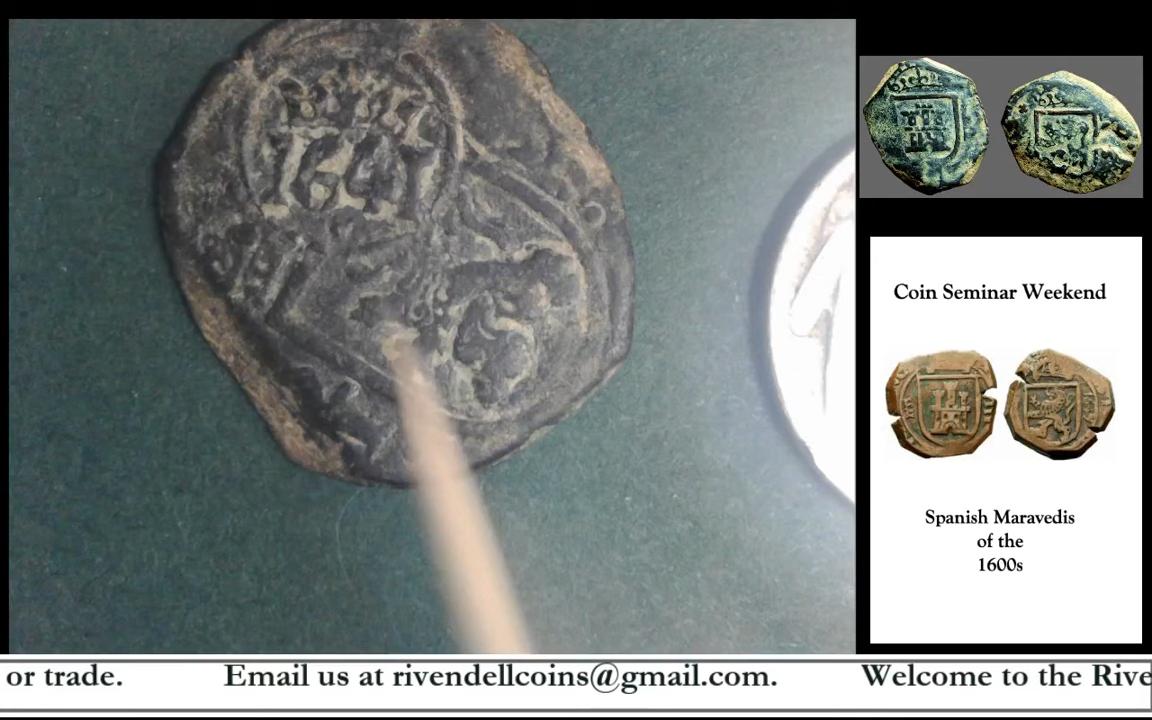 1641
Coin Seminar Weekend
Spanish Maravedis
of the
1600s
or trade. Email us at rivendellcoins@gmail.com. Welcome to the Rive